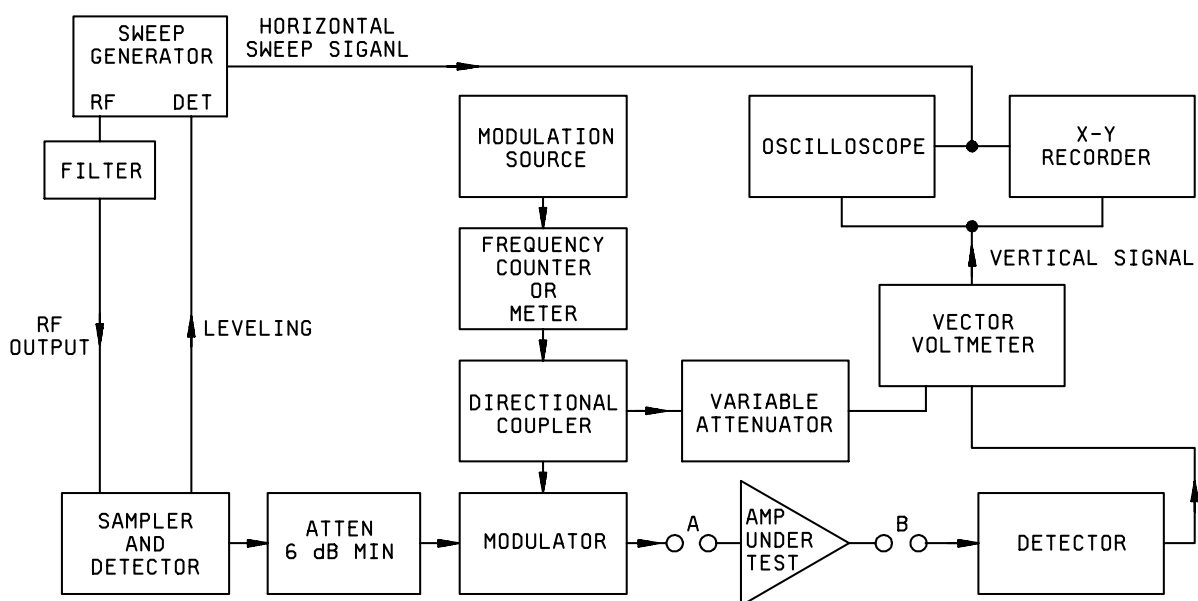 SWEEP
GENERATOR
RF DET
HORIZONTAL
SWEEP SIGANL
FILTER
MODULATION
SOURCE
OSCILLOSCOPE
X-Y
RECORDER
FREQUENCY
COUNTER
OR
METER
VERTICAL SIGNAL
RF
OUTPUT
LEVELING
VECTOR
VOLTMETER
DIRECTIONAL
COUPLER
VARIABLE
ATTENUATOR
SAMPLER
AND
DETECTOR
ATTEN
6 dB MIN
MODULATOR
A
AMP
UNDER
TEST
B
DETECTOR